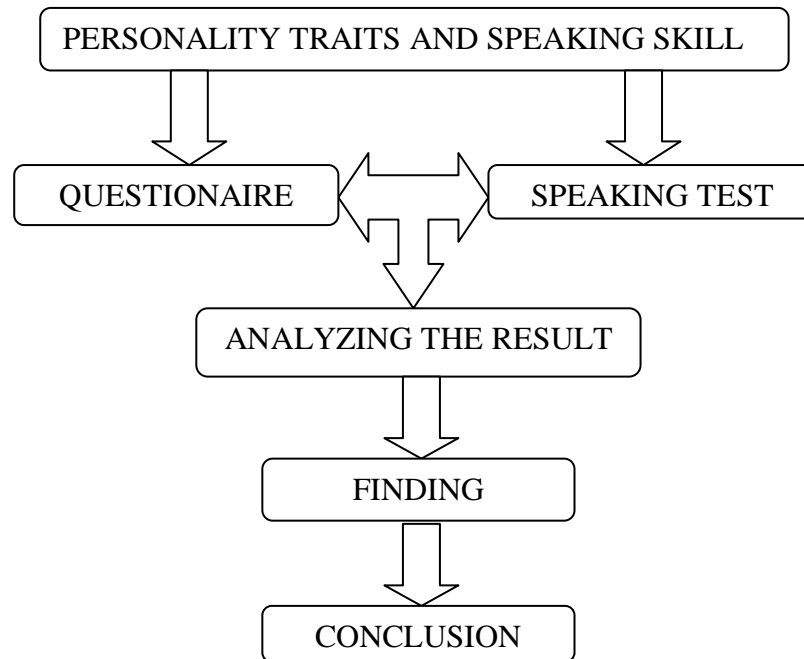 PERSONALITY TRAITS AND SPEAKING SKILL
QUESTIONAIRE
SPEAKING TEST
ANALYZING THE RESULT
FINDING
CONCLUSION